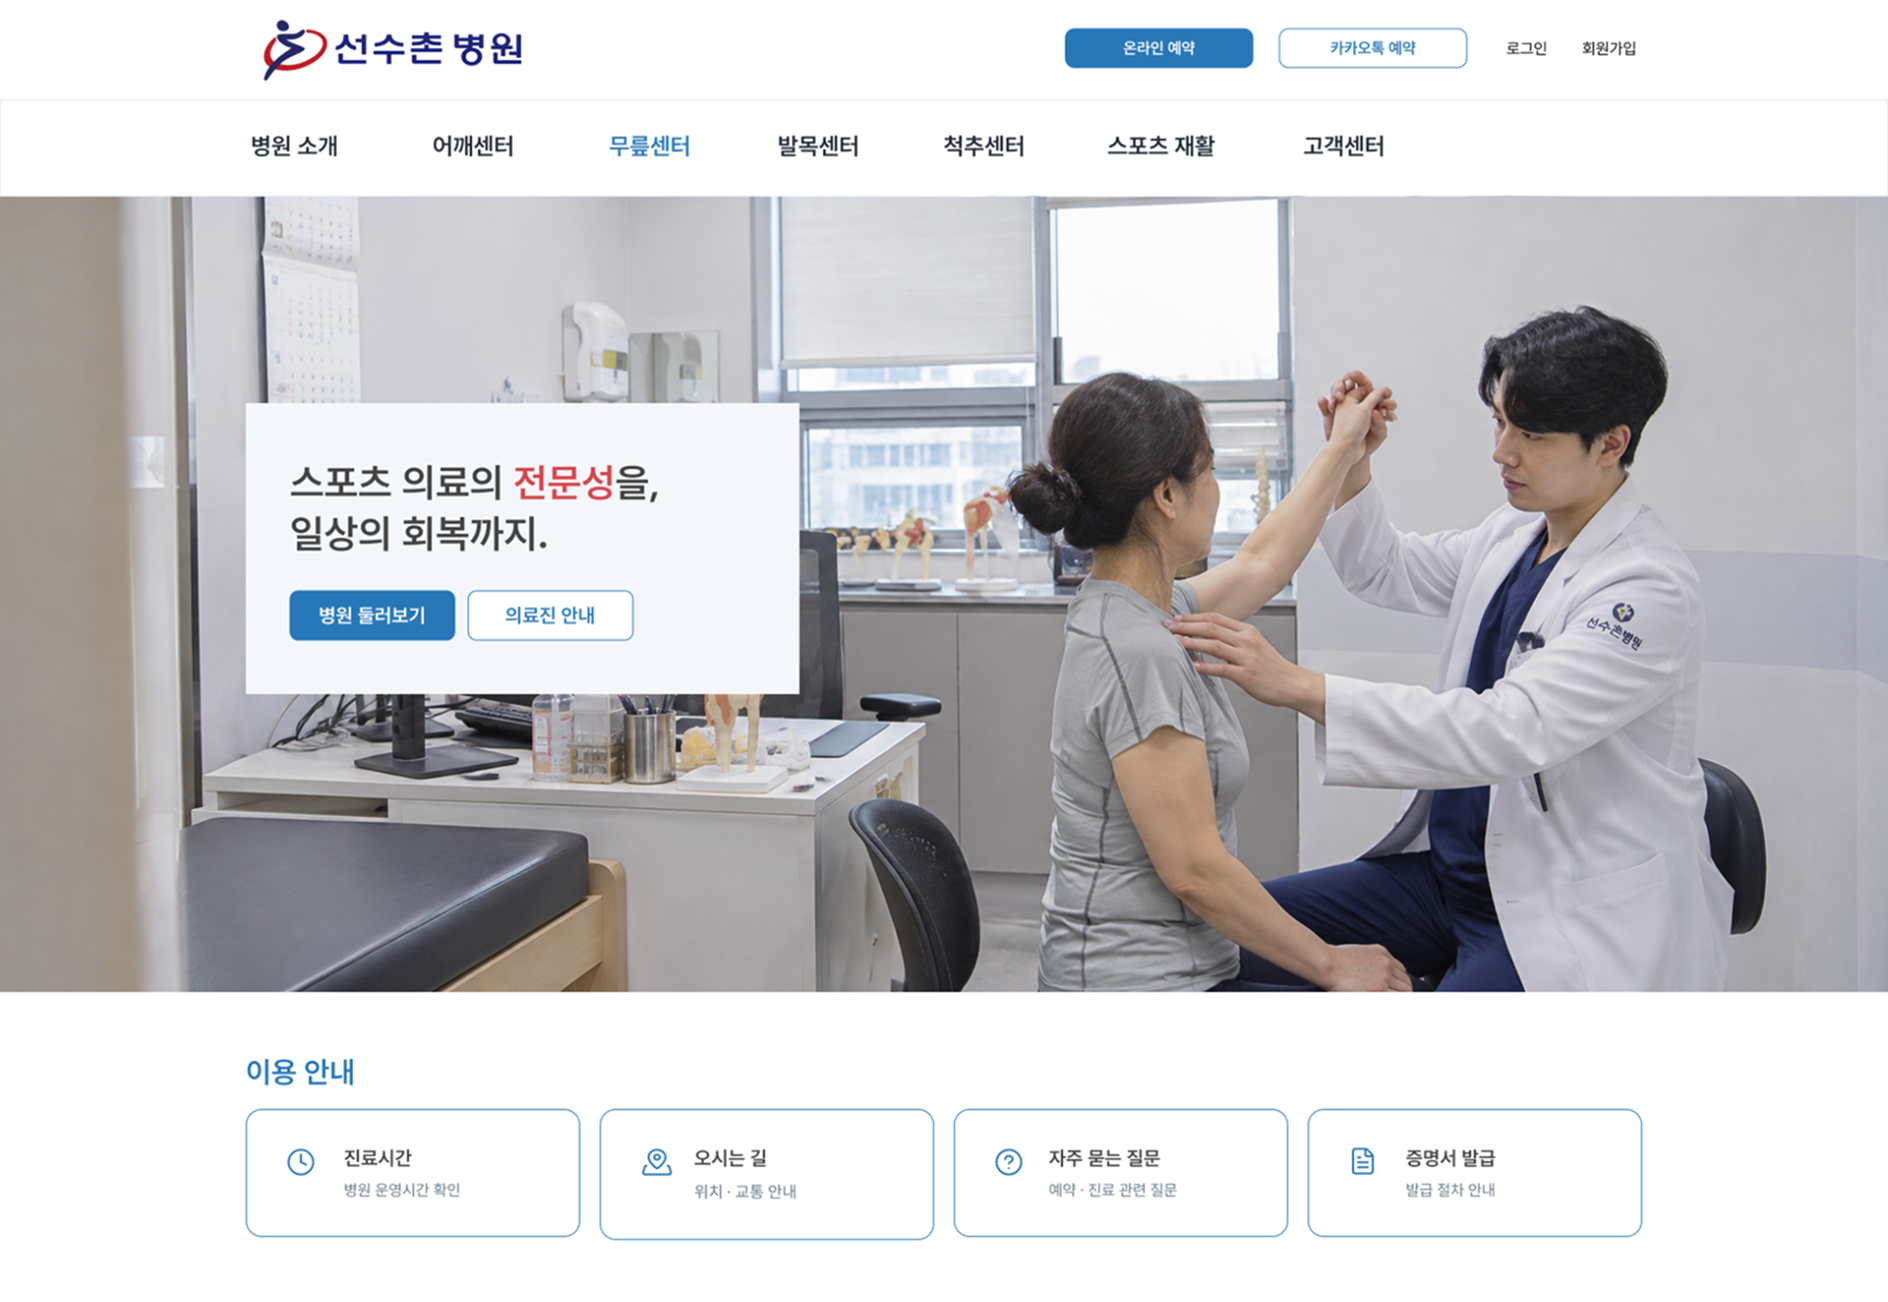 선수촌 병원
온라인 예약
카카오톡 예약
로그인
회원가입
병원 소개
어깨센터
무릎센터
발목센터
척추센터
스포츠 재활
고객센터
스포츠 의료의 전문성을,
일상의 회복까지.
병원 둘러보기
의료진 안내
선수촌병원
이용 안내
진료시간
병원 운영시간 확인
오시는 길
위치 · 교통 안내
자주 묻는 질문
예약 · 진료 관련 질문
증명서 발급
발급 절차 안내